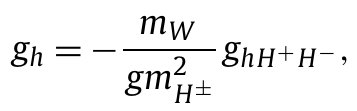 $g_h = -\frac{m_W}{g m_{H^\pm}^2} g_{hH^+H^-},$